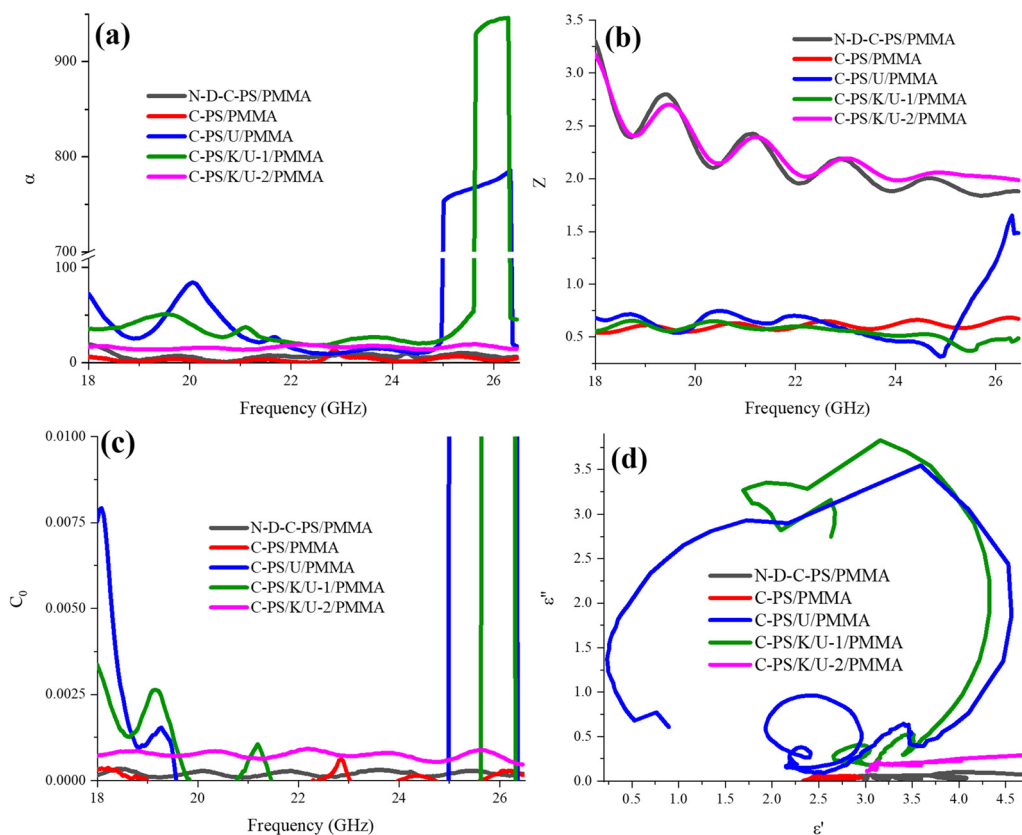 (a)
950
900
850
800
750
700
100
50
0
α
N-D-C-PS/PMMA
C-PS/PMMA
C-PS/U/PMMA
C-PS/K/U-1/PMMA
C-PS/K/U-2/PMMA
18 20 22 24 26
Frequency (GHz)
(b)
3.5
3.0
2.5
2.0
1.5
1.0
0.5
0.0
Z
N-D-C-PS/PMMA
C-PS/PMMA
C-PS/U/PMMA
C-PS/K/U-1/PMMA
C-PS/K/U-2/PMMA
18 20 22 24 26
Frequency (GHz)
(c)
0.0100
0.0075
0.0050
0.0025
0.0000
C₀
N-D-C-PS/PMMA
C-PS/PMMA
C-PS/U/PMMA
C-PS/K/U-1/PMMA
C-PS/K/U-2/PMMA
18 20 22 24 26
Frequency (GHz)
(d)
3.5
3.0
2.5
2.0
1.5
1.0
0.5
0.0
ε"
N-D-C-PS/PMMA
C-PS/PMMA
C-PS/U/PMMA
C-PS/K/U-1/PMMA
C-PS/K/U-2/PMMA
0.5 1.0 1.5 2.0 2.5 3.0 3.5 4.0 4.5
ε'